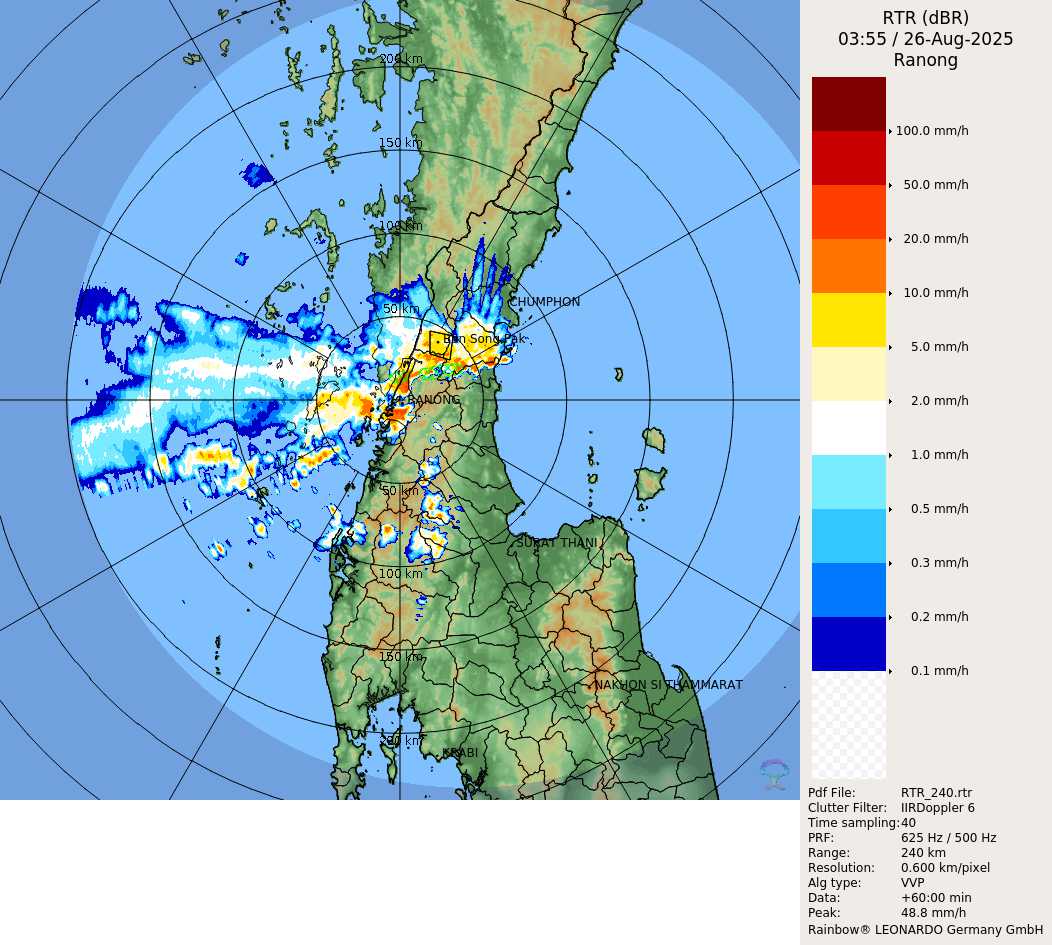 RTR (dBR)
03:55 / 26-Aug-2025
Ranong
100.0 mm/h
50.0 mm/h
20.0 mm/h
10.0 mm/h
5.0 mm/h
2.0 mm/h
1.0 mm/h
0.5 mm/h
0.3 mm/h
0.2 mm/h
0.1 mm/h
Pdf File: RTR_240.rtr
Clutter Filter: IIRDoppler 6
Time sampling: 40
PRF: 625 Hz / 500 Hz
Range: 240 km
Resolution: 0.600 km/pixel
Alg type: VVP
Data: +60:00 min
Peak: 48.8 mm/h
Rainbow® LEONARDO Germany GmbH
200 km
150 km
100 km
CHUMPHON
50 km
Ban Song Pak
RANONG
50 km
SURAT THANI
100 km
150 km
NAKHON SI THAMMARAT
200 km
KRABI